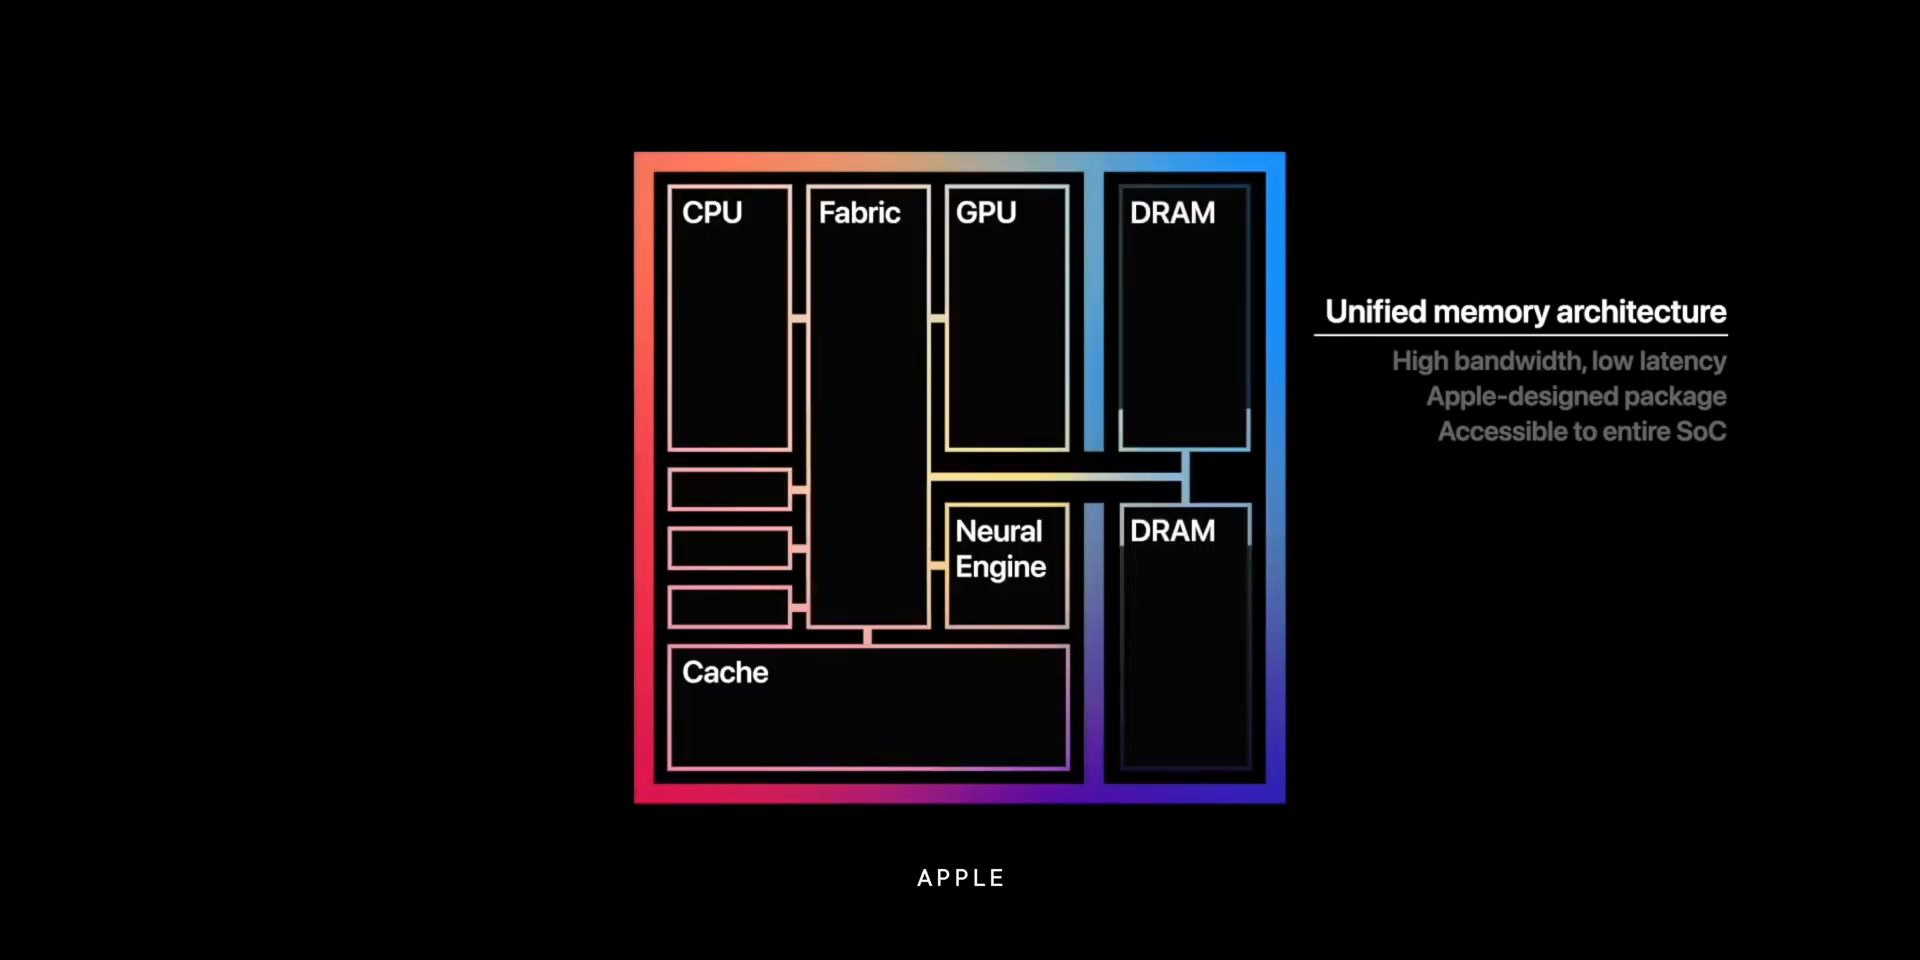 CPU
Fabric
GPU
DRAM
Unified memory architecture
High bandwidth, low latency
Apple-designed package
Accessible to entire SoC
Neural
Engine
DRAM
Cache
APPLE